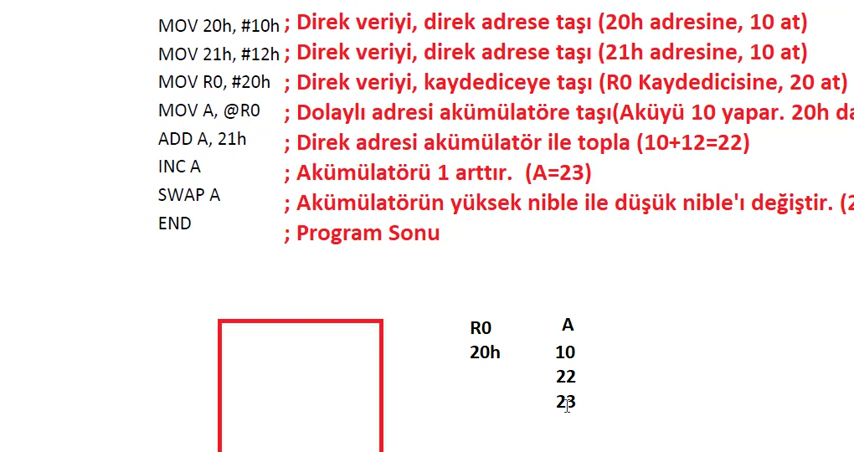 MOV 20h, #10h ; Direk veriyi, direk adrese taşı (20h adresine, 10 at)
MOV 21h, #12h ; Direk veriyi, direk adrese taşı (21h adresine, 10 at)
MOV R0, #20h ; Direk veriyi, kaydediceye taşı (R0 Kaydedicisine, 20 at)
MOV A, @R0 ; Dolaylı adresi akümülatöre taşı(Aküyü 10 yapar. 20h da
ADD A, 21h ; Direk adresi akümülatör ile topla (10+12=22)
INC A ; Akümülatörü 1 arttır. (A=23)
SWAP A ; Akümülatörün yüksek nible ile düşük nible'ı değiştir. (2
END ; Program Sonu
R0 A
20h 10
22
23